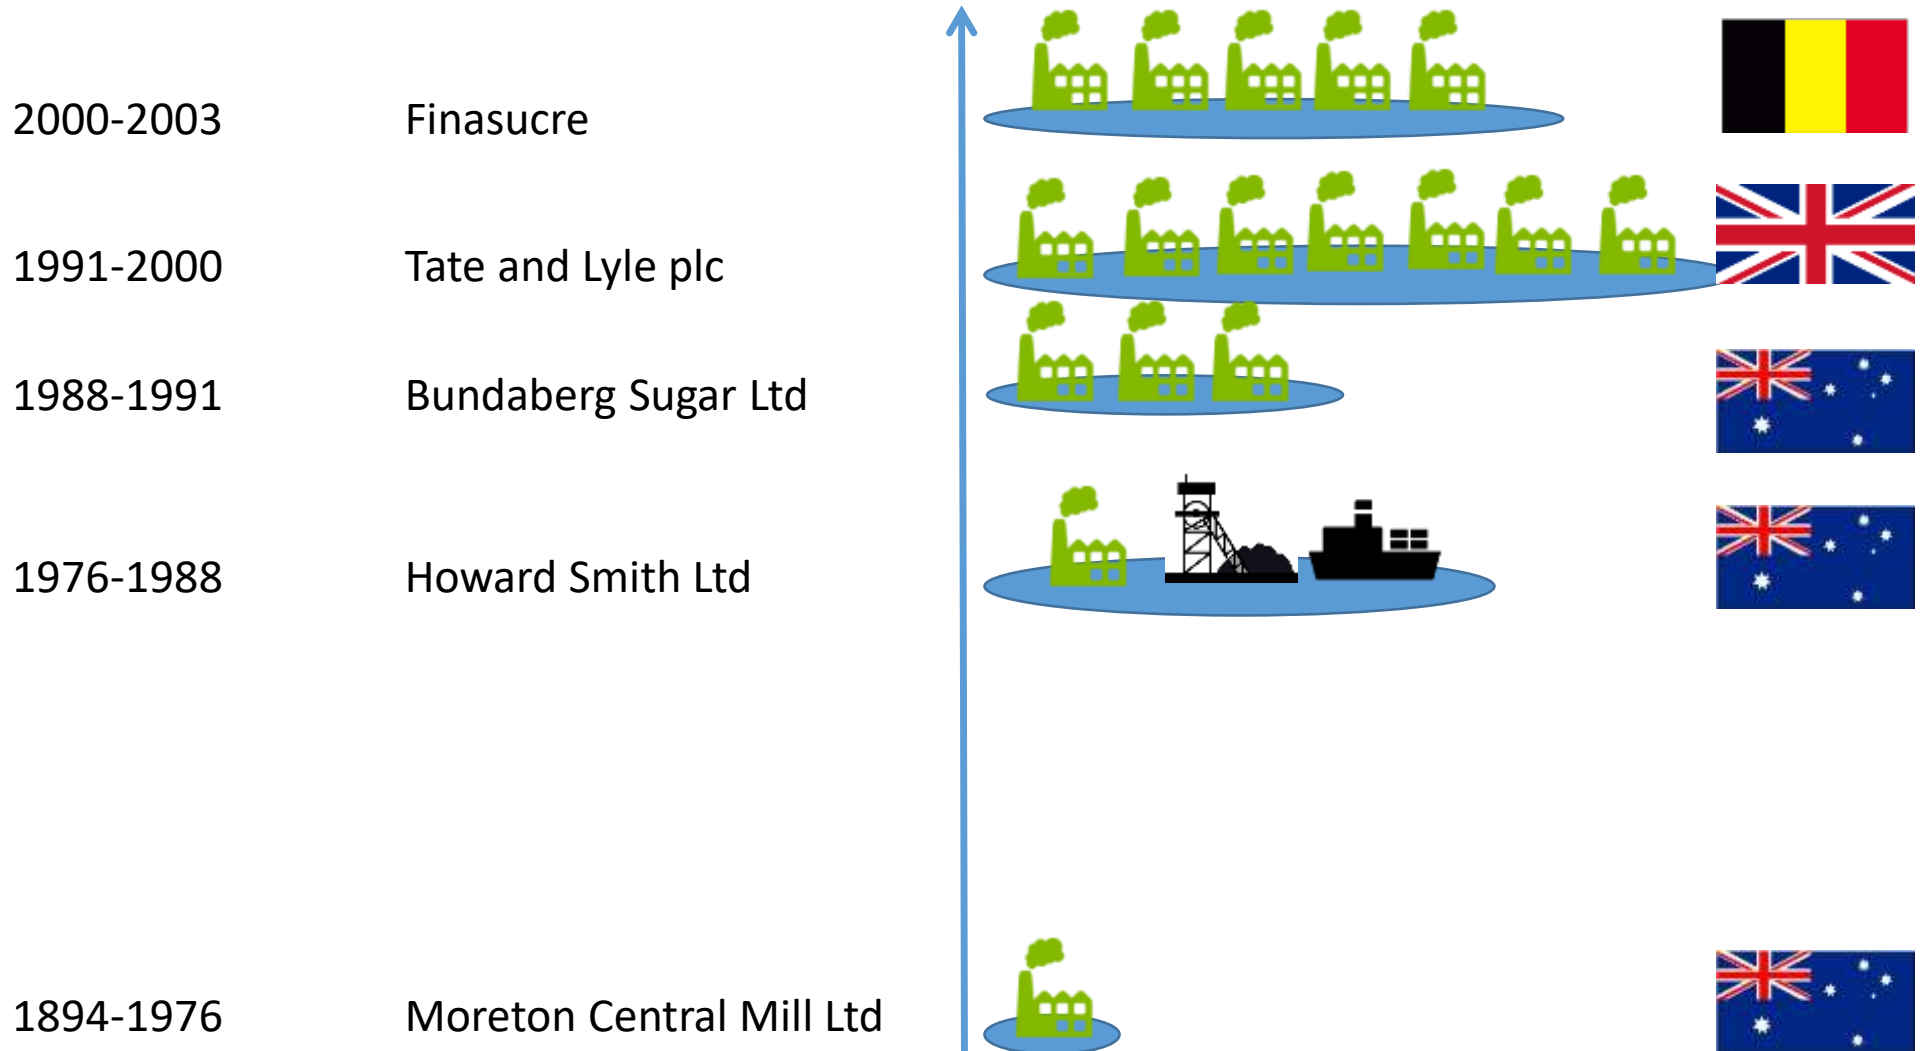 2000-2003 Finasucre
1991-2000 Tate and Lyle plc
1988-1991 Bundaberg Sugar Ltd
1976-1988 Howard Smith Ltd
1894-1976 Moreton Central Mill Ltd